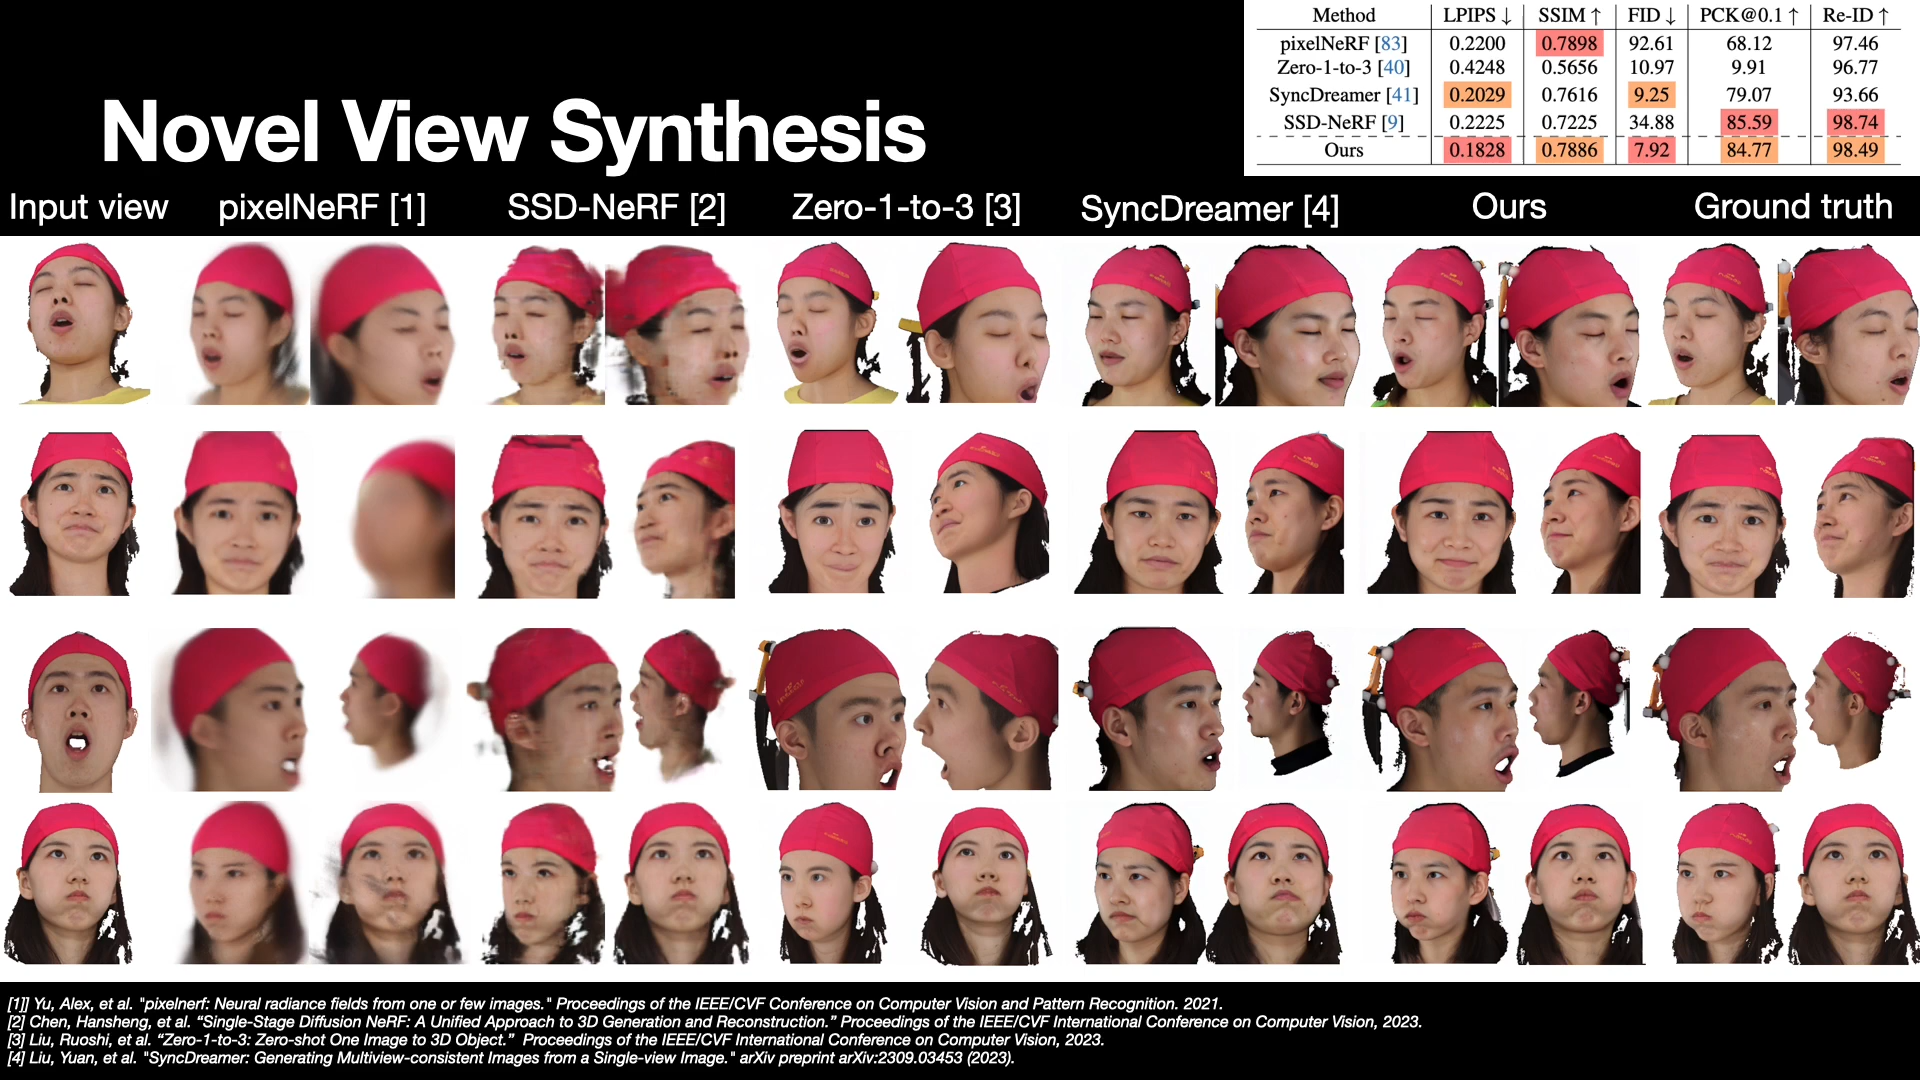 Method LPIPS ↓ SSIM ↑ FID ↓ PCK@0.1 ↑ Re-ID ↑
pixelNeRF [83] 0.2200 0.7898 92.61 68.12 97.46
Zero-1-to-3 [40] 0.4248 0.5656 10.97 9.91 96.77
SyncDreamer [41] 0.2029 0.7616 9.25 79.07 93.66
SSD-NeRF [9] 0.2225 0.7225 34.88 85.59 98.74
Ours 0.1828 0.7886 7.92 84.77 98.49
Novel View Synthesis
Input view pixelNeRF [1] SSD-NeRF [2] Zero-1-to-3 [3] SyncDreamer [4] Ours Ground truth
[1]] Yu, Alex, et al. "pixelnerf: Neural radiance fields from one or few images." Proceedings of the IEEE/CVF Conference on Computer Vision and Pattern Recognition. 2021.
[2] Chen, Hansheng, et al. “Single-Stage Diffusion NeRF: A Unified Approach to 3D Generation and Reconstruction.” Proceedings of the IEEE/CVF International Conference on Computer Vision, 2023.
[3] Liu, Ruoshi, et al. “Zero-1-to-3: Zero-shot One Image to 3D Object.” Proceedings of the IEEE/CVF International Conference on Computer Vision, 2023.
[4] Liu, Yuan, et al. "SyncDreamer: Generating Multiview-consistent Images from a Single-view Image." arXiv preprint arXiv:2309.03453 (2023).